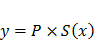 y = P × S(x)